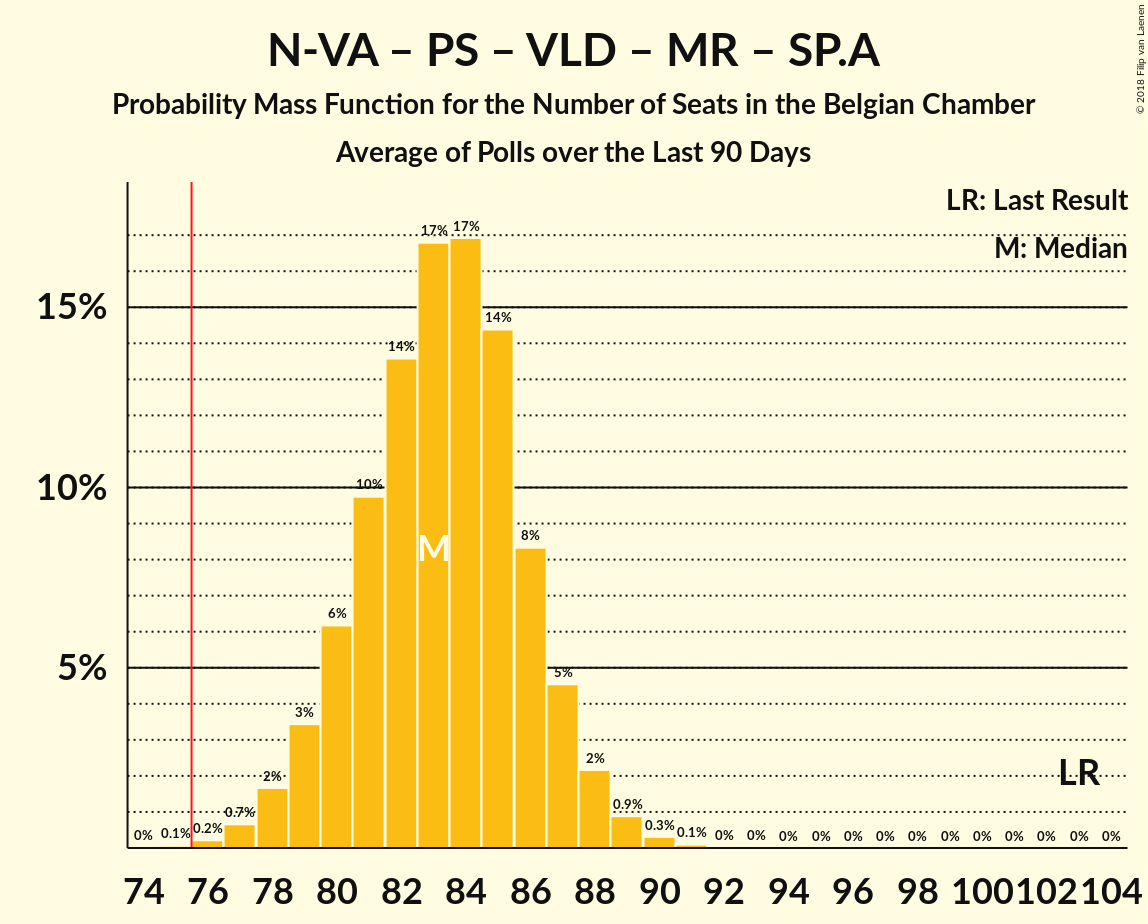 N-VA – PS – VLD – MR – SP.A
Probability Mass Function for the Number of Seats in the Belgian Chamber
Average of Polls over the Last 90 Days
© 2018 Filip van Laenen
LR: Last Result
M: Median
15%
10%
5%
0% 0.1% 0.2% 0.7% 2% 3% 6% 10% 14% 17% 17% 14% 8% 5% 2% 0.9% 0.3% 0.1% 0% 0% 0% 0% 0% 0% 0% 0% 0% 0% 0% 0% 0%
M
LR
74 76 78 80 82 84 86 88 90 92 94 96 98 100 102 104